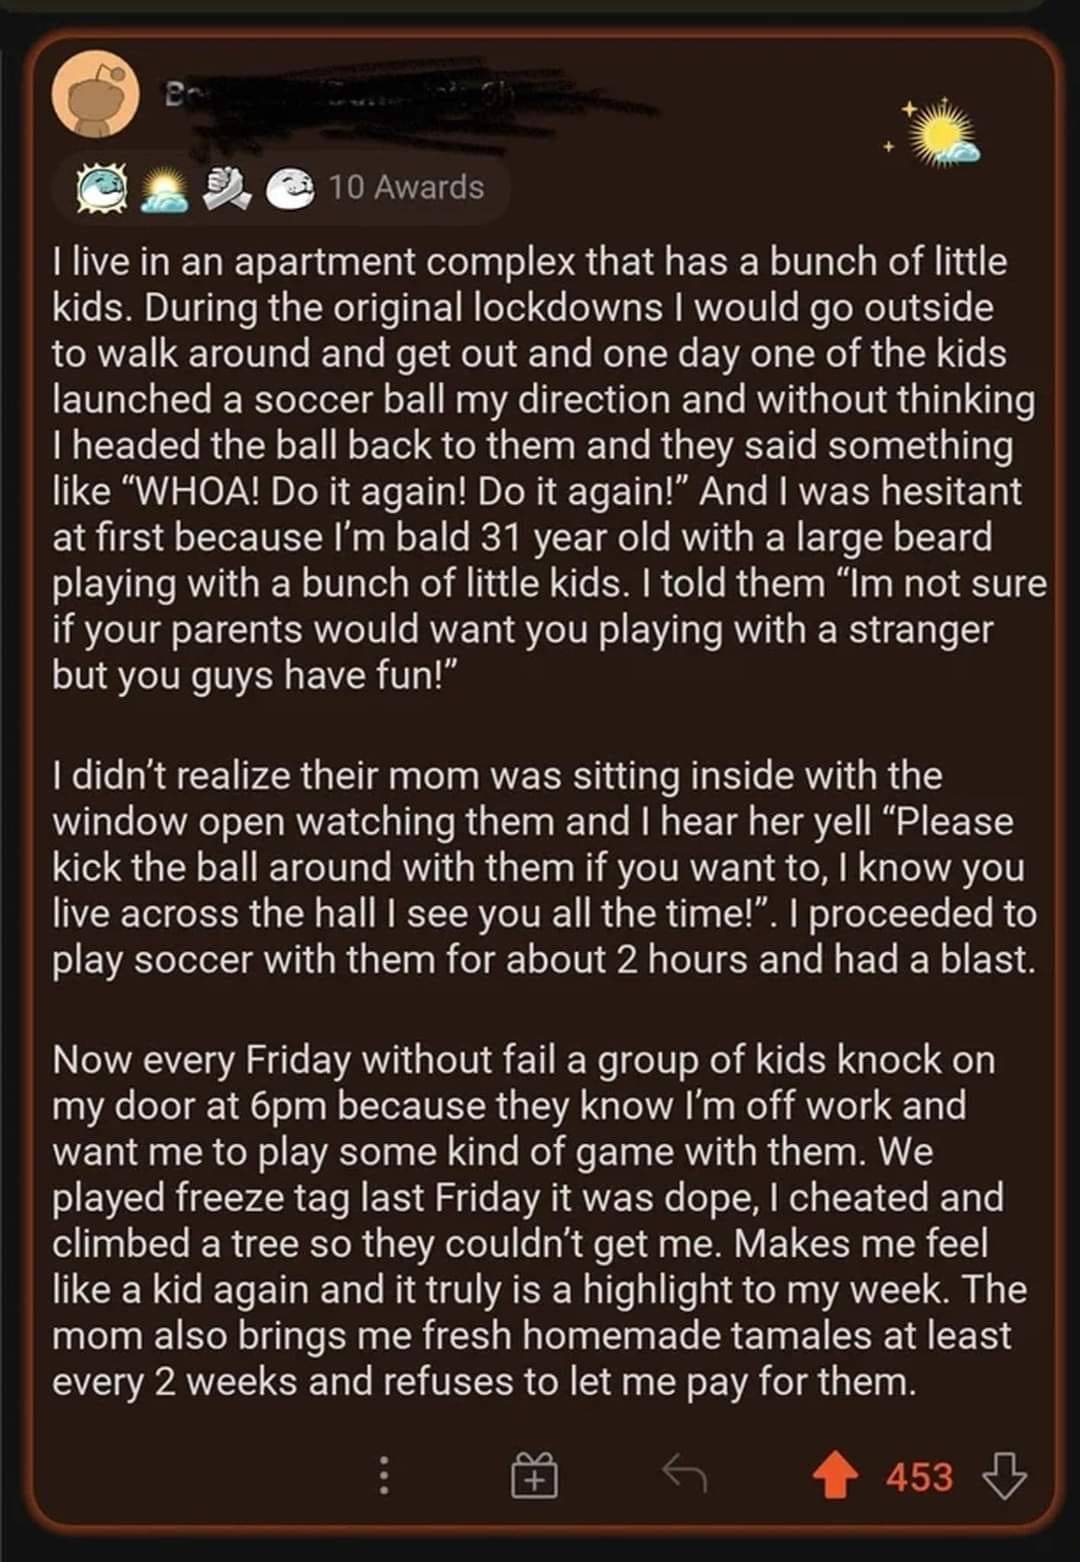 10 Awards
I live in an apartment complex that has a bunch of little
kids. During the original lockdowns I would go outside
to walk around and get out and one day one of the kids
launched a soccer ball my direction and without thinking
I headed the ball back to them and they said something
like “WHOA! Do it again! Do it again!” And I was hesitant
at first because I’m bald 31 year old with a large beard
playing with a bunch of little kids. I told them “Im not sure
if your parents would want you playing with a stranger
but you guys have fun!”
I didn’t realize their mom was sitting inside with the
window open watching them and I hear her yell “Please
kick the ball around with them if you want to, I know you
live across the hall I see you all the time!”. I proceeded to
play soccer with them for about 2 hours and had a blast.
Now every Friday without fail a group of kids knock on
my door at 6pm because they know I’m off work and
want me to play some kind of game with them. We
played freeze tag last Friday it was dope, I cheated and
climbed a tree so they couldn’t get me. Makes me feel
like a kid again and it truly is a highlight to my week. The
mom also brings me fresh homemade tamales at least
every 2 weeks and refuses to let me pay for them.
453